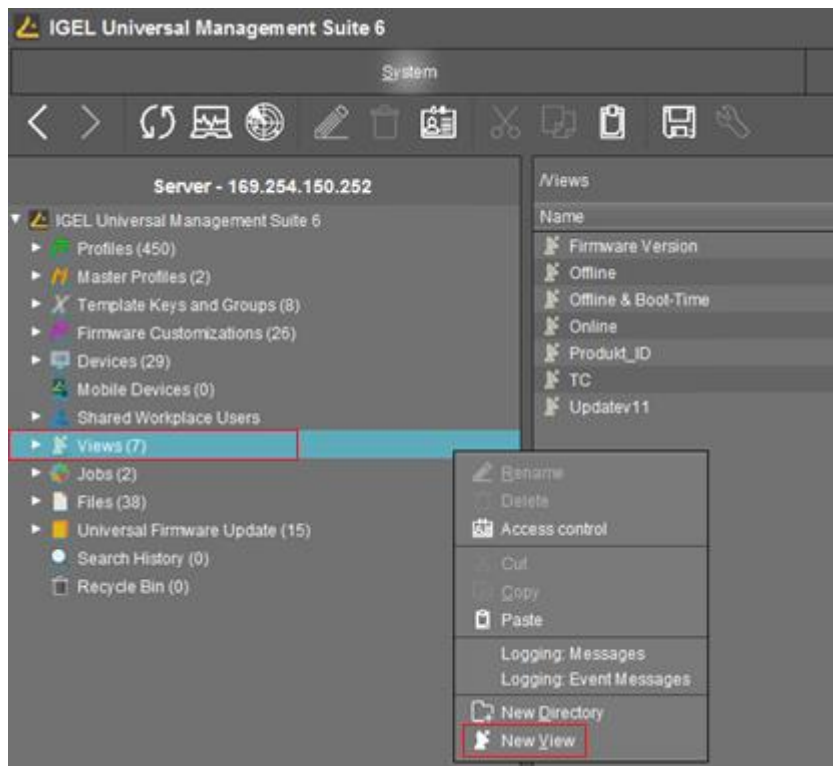 IGEL Universal Management Suite 6
System
Server - 169.254.150.252
IGEL Universal Management Suite 6
Profiles (450)
Master Profiles (2)
Template Keys and Groups (8)
Firmware Customizations (26)
Devices (29)
Mobile Devices (0)
Shared Workplace Users
Views (7)
Jobs (2)
Files (38)
Universal Firmware Update (15)
Search History (0)
Recycle Bin (0)
/Views
Name
Firmware Version
Offline
Offline & Boot-Time
Online
Produkt_ID
TC
Updatev11
Rename
Delete
Access control
Cut
Copy
Paste
Logging: Messages
Logging: Event Messages
New Directory
New View